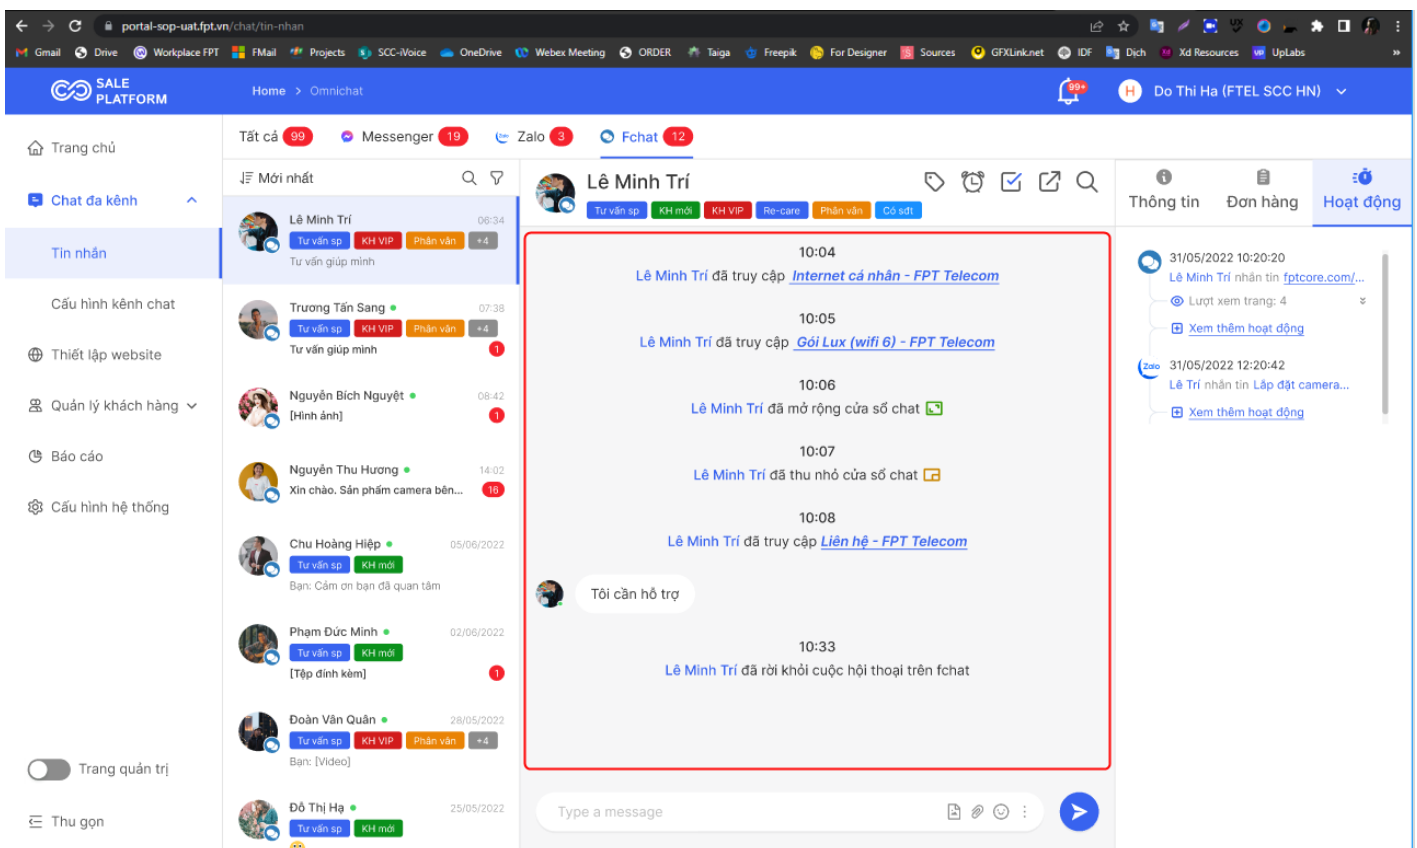 portal-sop-uat.fpt.vn/chat/tin-nhan
Gmail Drive Workplace FPT FMail Projects SCC-iVoice OneDrive Webex Meeting ORDER Taiga Freepik For Designer Sources GFXLink.net IDF Dịch Xd Resources UpLabs »
SALE PLATFORM
Home > Omnichat
99+
H Do Thi Ha (FTEL SCC HN)
Trang chủ
Chat đa kênh
Tin nhắn
Cấu hình kênh chat
Thiết lập website
Quản lý khách hàng
Báo cáo
Cấu hình hệ thống
Trang quản trị
Thu gọn
Tất cả 99 Messenger 19 Zalo 3 Fchat 12
Mới nhất
Lê Minh Trí 06:34
Tư vấn sp KH VIP Phân vân +4
Tư vấn giúp mình
Trương Tấn Sang 07:38
Tư vấn sp KH VIP Phân vân +4
Tư vấn giúp mình 1
Nguyễn Bích Nguyệt 08:42
[Hình ảnh] 1
Nguyễn Thu Hương 14:02
Xin chào. Sản phẩm camera bên... 16
Chu Hoàng Hiệp 05/06/2022
Tư vấn sp KH mới
Bạn: Cảm ơn bạn đã quan tâm
Phạm Đức Minh 02/06/2022
Tư vấn sp KH mới
[Tệp đính kèm] 1
Đoàn Văn Quân 28/05/2022
Tư vấn sp KH VIP Phân vân +4
Bạn: [Video]
Đỗ Thị Hạ 25/05/2022
Tư vấn sp KH mới
Lê Minh Trí
Tư vấn sp KH mới KH VIP Re-care Phân vân Có sdt
10:04
Lê Minh Trí đã truy cập Internet cá nhân - FPT Telecom
10:05
Lê Minh Trí đã truy cập Gói Lux (wifi 6) - FPT Telecom
10:06
Lê Minh Trí đã mở rộng cửa sổ chat
10:07
Lê Minh Trí đã thu nhỏ cửa sổ chat
10:08
Lê Minh Trí đã truy cập Liên hệ - FPT Telecom
Tôi cần hỗ trợ
10:33
Lê Minh Trí đã rời khỏi cuộc hội thoại trên fchat
Type a message
Thông tin Đơn hàng Hoạt động
31/05/2022 10:20:20
Lê Minh Trí nhắn tin fptcore.com/...
Lượt xem trang: 4
Xem thêm hoạt động
Zalo 31/05/2022 12:20:42
Lê Trí nhắn tin Lắp đặt camera...
Xem thêm hoạt động